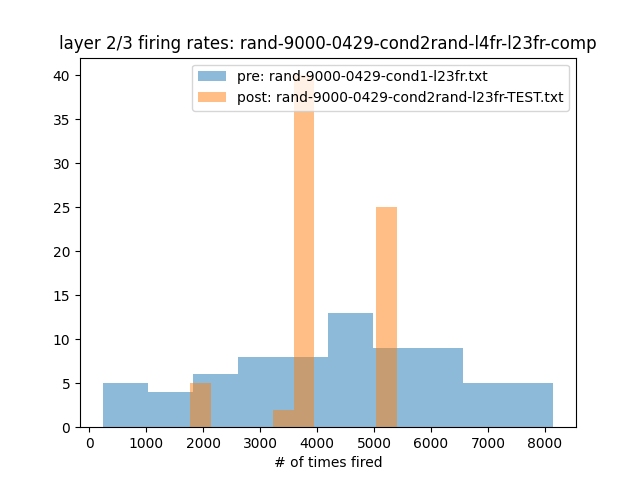 layer 2/3 firing rates: rand-9000-0429-cond2rand-l4fr-l23fr-comp
pre: rand-9000-0429-cond1-l23fr.txt
post: rand-9000-0429-cond2rand-l23fr-TEST.txt
40
35
30
25
20
15
10
5
0
0 1000 2000 3000 4000 5000 6000 7000 8000
# of times fired